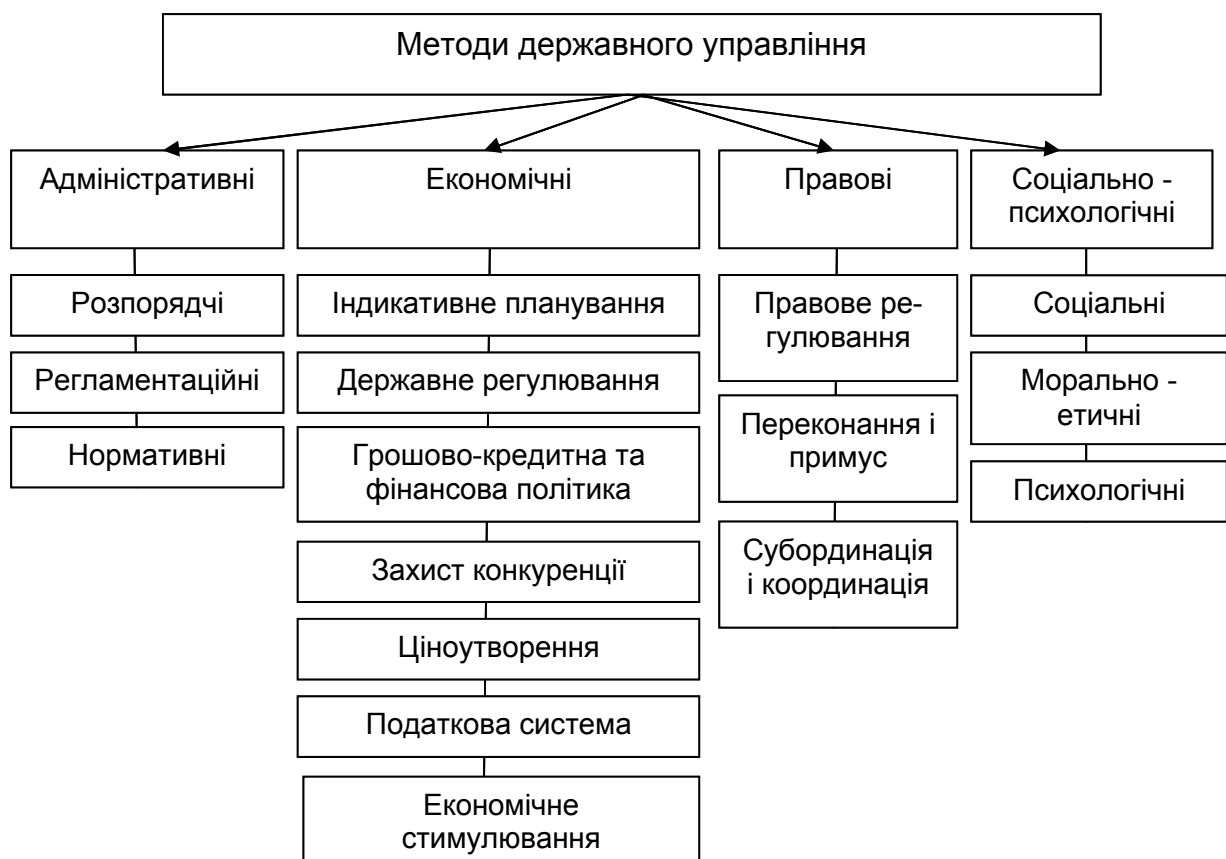 Методи державного управління
Адміністративні
Розпорядчі
Регламентаційні
Нормативні
Економічні
Індикативне планування
Державне регулювання
Грошово-кредитна та
фінансова політика
Захист конкуренції
Ціноутворення
Податкова система
Економічне
стимулювання
Правові
Правове ре-
гулювання
Переконання і
примус
Субординація
і координація
Соціально -
психологічні
Соціальні
Морально -
етичні
Психологічні